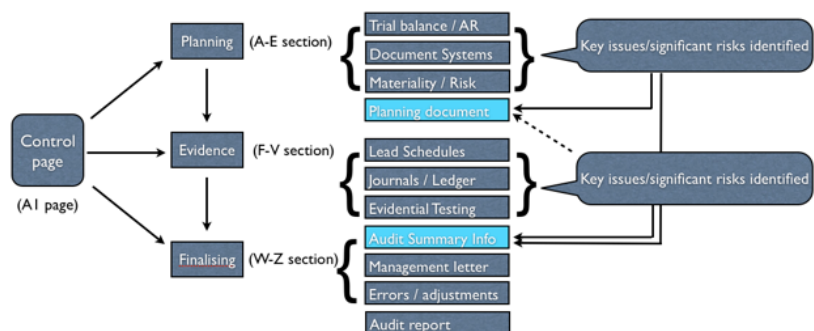 Planning
(A-E section)
Trial balance / AR
Document Systems
Materiality / Risk
Planning document
Key issues/significant risks identified
Control
page
(A1 page)
Evidence
(F-V section)
Lead Schedules
Journals / Ledger
Evidential Testing
Key issues/significant risks identified
Finalising
(W-Z section)
Audit Summary Info
Management letter
Errors / adjustments
Audit report